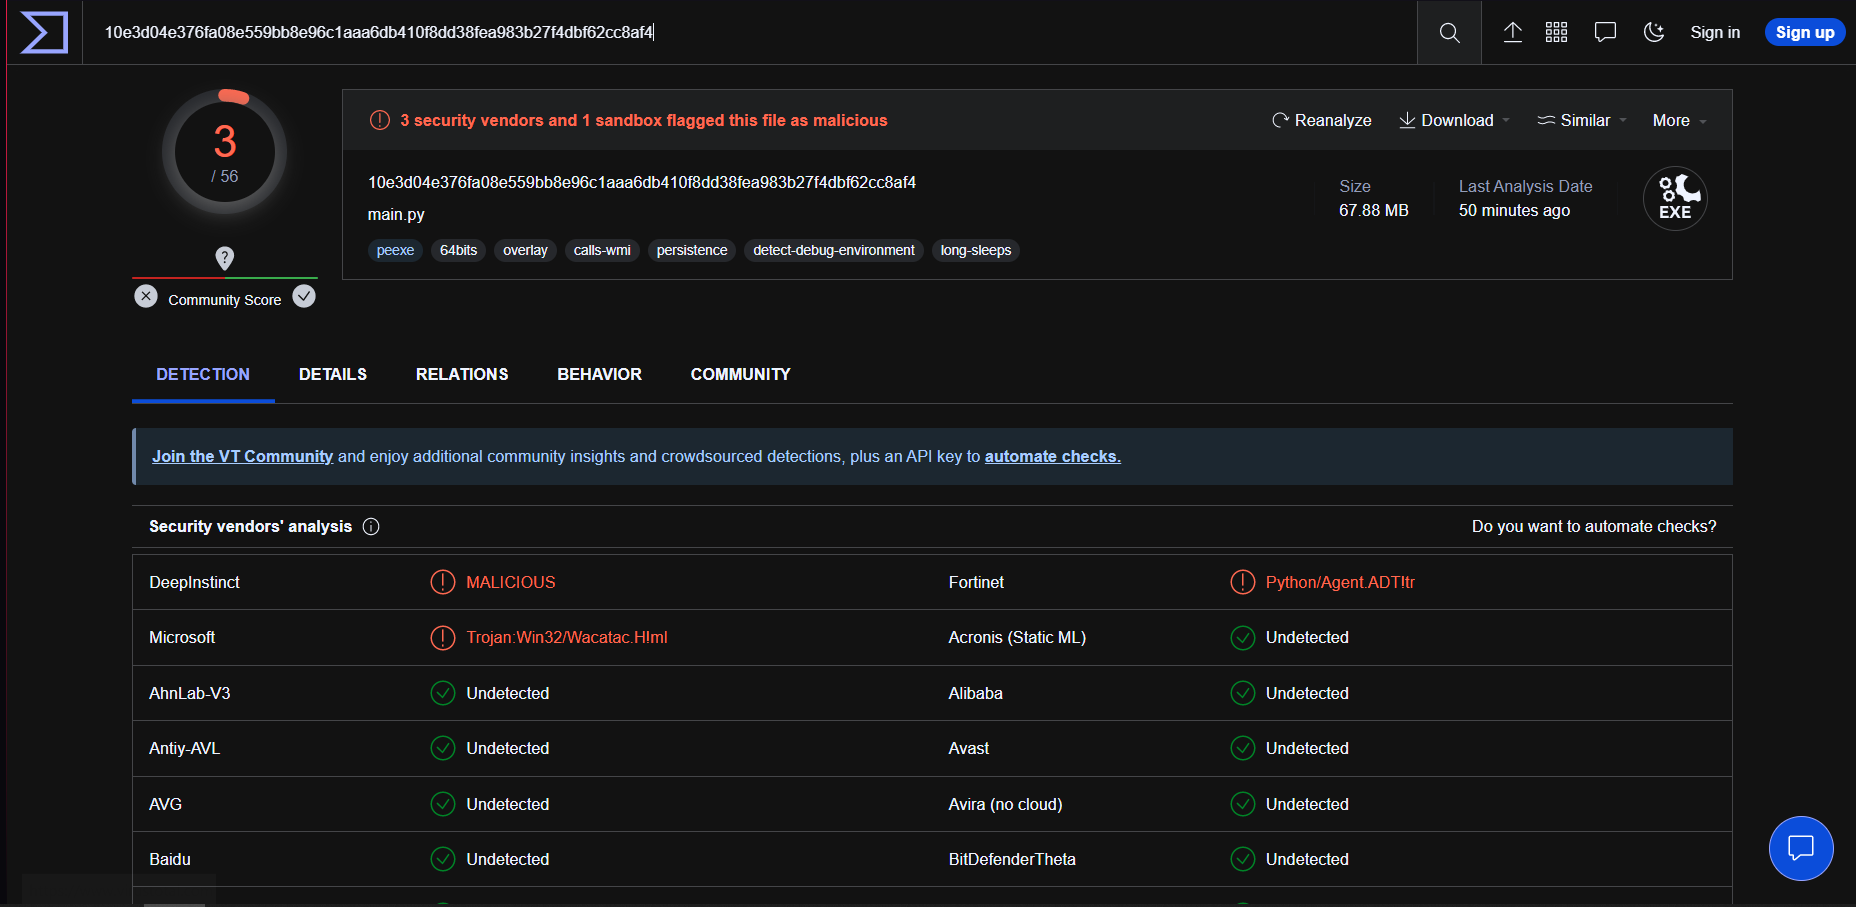 10e3d04e376fa08e559bb8e96c1aaa6db410f8dd38fea983b27f4dbf62cc8af4
Sign in
Sign up
3
/ 56
Community Score
3 security vendors and 1 sandbox flagged this file as malicious
Reanalyze
Download
Similar
More
10e3d04e376fa08e559bb8e96c1aaa6db410f8dd38fea983b27f4dbf62cc8af4
main.py
peexe 64bits overlay calls-wmi persistence detect-debug-environment long-sleeps
Size
67.88 MB
Last Analysis Date
50 minutes ago
EXE
DETECTION DETAILS RELATIONS BEHAVIOR COMMUNITY
Join the VT Community and enjoy additional community insights and crowdsourced detections, plus an API key to automate checks.
Security vendors' analysis
Do you want to automate checks?
DeepInstinct MALICIOUS Fortinet Python/Agent.ADT!tr
Microsoft Trojan:Win32/Wacatac.H!ml Acronis (Static ML) Undetected
AhnLab-V3 Undetected Alibaba Undetected
Antiy-AVL Undetected Avast Undetected
AVG Undetected Avira (no cloud) Undetected
Baidu Undetected BitDefenderTheta Undetected